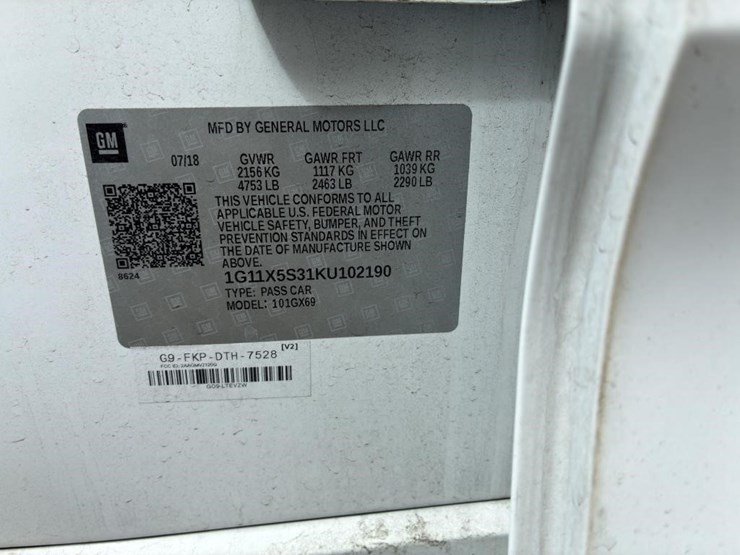 GM
MFD BY GENERAL MOTORS LLC
07/18 GVWR GAWR FRT GAWR RR
2156 KG 1117 KG 1039 KG
4753 LB 2463 LB 2290 LB
THIS VEHICLE CONFORMS TO ALL
APPLICABLE U.S. FEDERAL MOTOR
VEHICLE SAFETY, BUMPER, AND THEFT
PREVENTION STANDARDS IN EFFECT ON
THE DATE OF MANUFACTURE SHOWN
ABOVE.
8624
1G11X5S31KU102190
TYPE: PASS CAR
MODEL: 101GX69
[V2]
G9-FKP-DTH-7528
FCC ID: